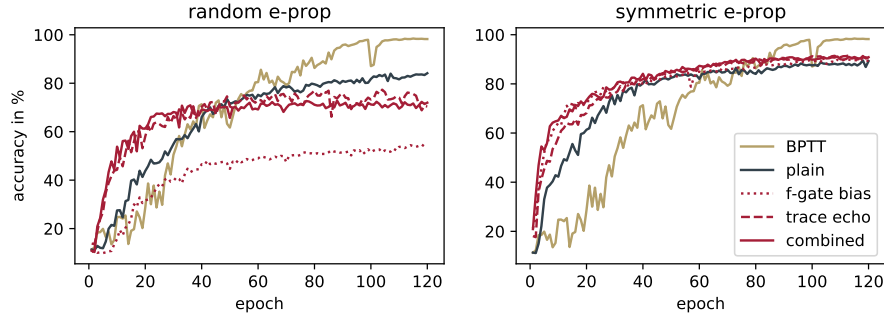 random e-prop
symmetric e-prop
accuracy in %
100
80
60
40
20
0
20
40
60
80
100
120
epoch
100
80
60
40
20
0
20
40
60
80
100
120
epoch
BPTT
plain
f-gate bias
trace echo
combined